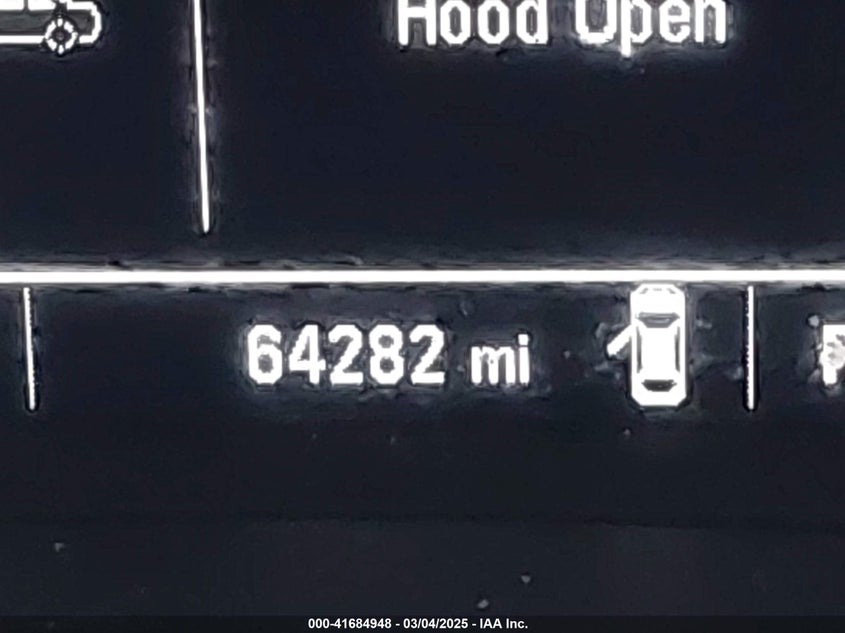 Hood Open
64282 mi
000-41684948 - 03/04/2025 - IAA Inc.